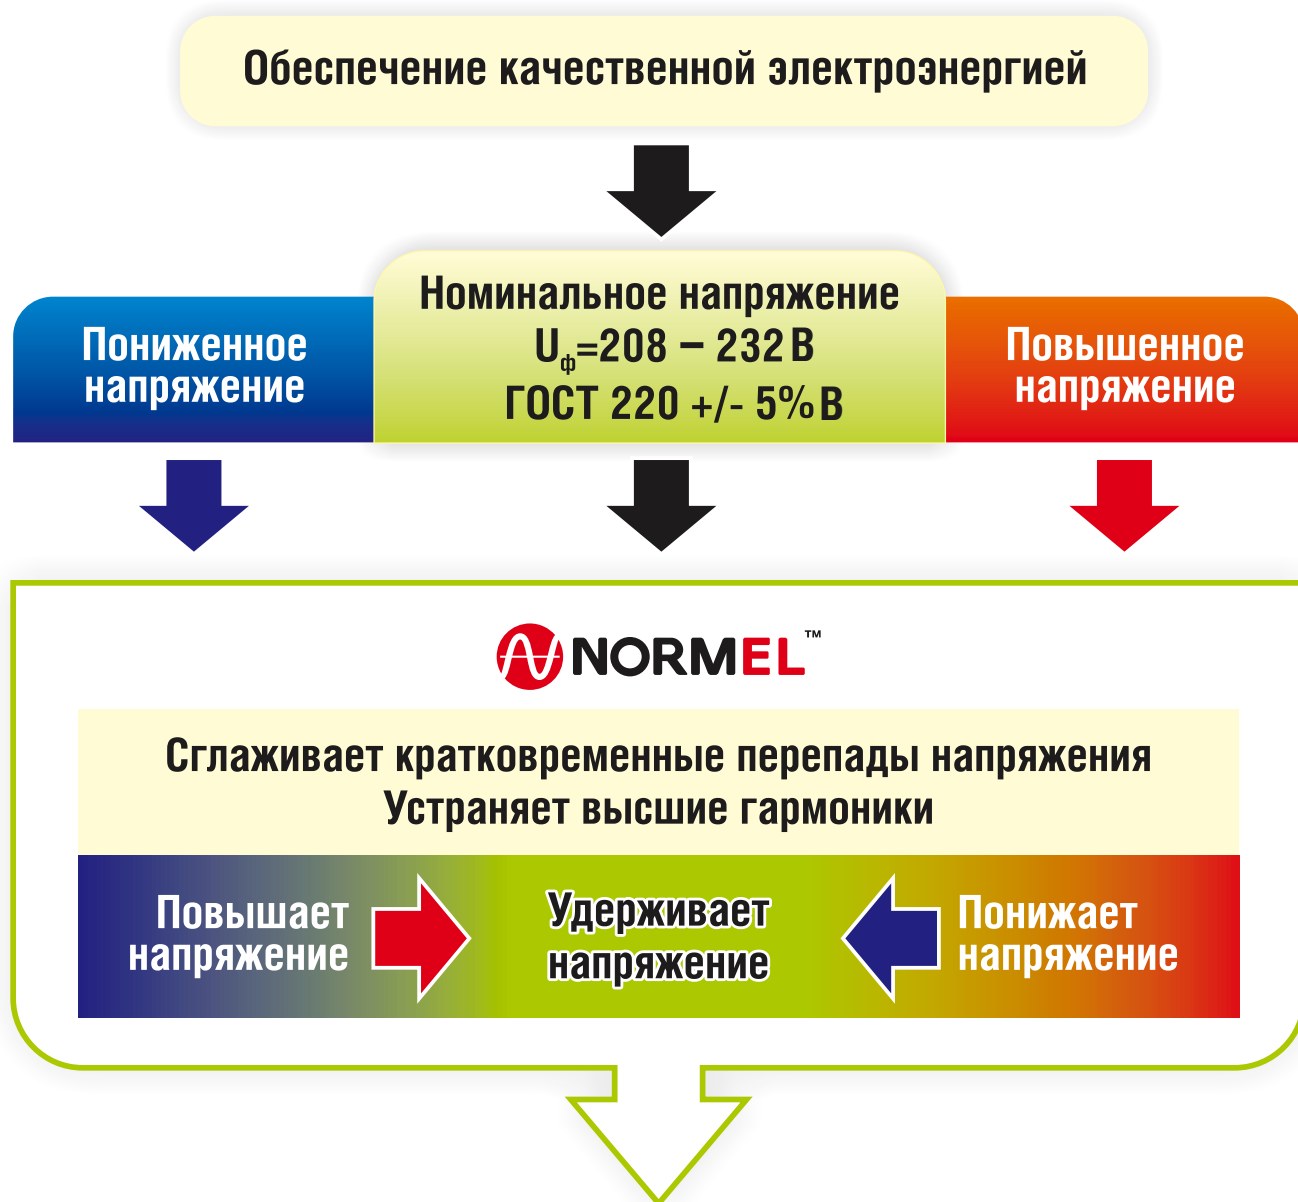 Обеспечение качественной электроэнергией
Номинальное напряжение
Uф=208 – 232 В
ГОСТ 220 +/- 5% В
Пониженное
напряжение
Повышенное
напряжение
NORMEL™
Сглаживает кратковременные перепады напряжения
Устраняет высшие гармоники
Повышает
напряжение
Удерживает
напряжение
Понижает
напряжение